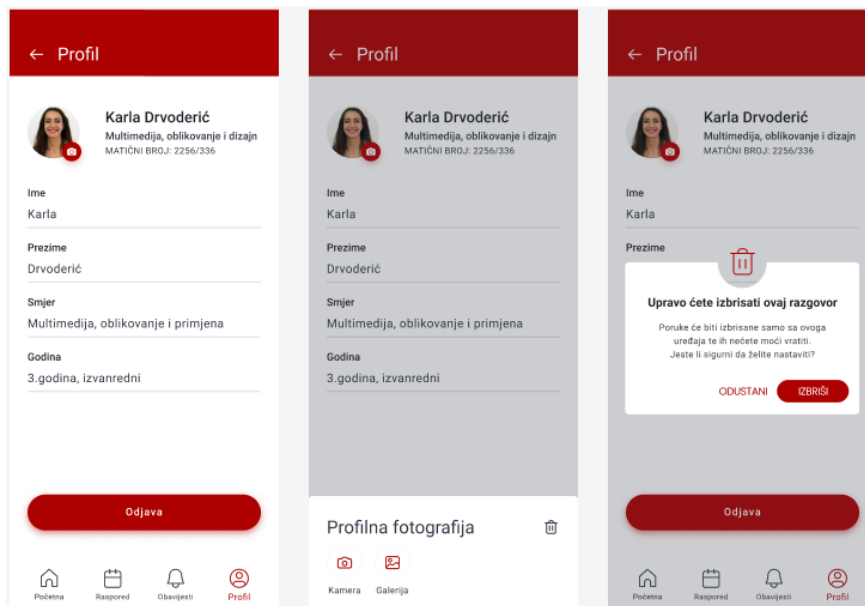 Profil
Karla Drvoderić
Multimedija, oblikovanje i dizajn
MATIČNI BROJ: 2256/336
Ime
Karla
Prezime
Drvoderić
Smjer
Multimedija, oblikovanje i primjena
Godina
3.godina, izvanredni
Odjava
Početna
Raspored
Obavijesti
Profil
Profil
Karla Drvoderić
Multimedija, oblikovanje i dizajn
MATIČNI BROJ: 2256/336
Ime
Karla
Prezime
Drvoderić
Smjer
Multimedija, oblikovanje i primjena
Godina
3.godina, izvanredni
Profilna fotografija
Kamera
Galerija
Profil
Karla Drvoderić
Multimedija, oblikovanje i dizajn
MATIČNI BROJ: 2256/336
Ime
Karla
Prezime
Upravo ćete izbrisati ovaj razgovor
Poruke će biti izbrisane samo sa ovoga
uređaja te ih nećete moći vratiti.
Jeste li sigurni da želite nastaviti?
ODUSTANI
IZBRIŠI
Odjava
Početna
Raspored
Obavijesti
Profil